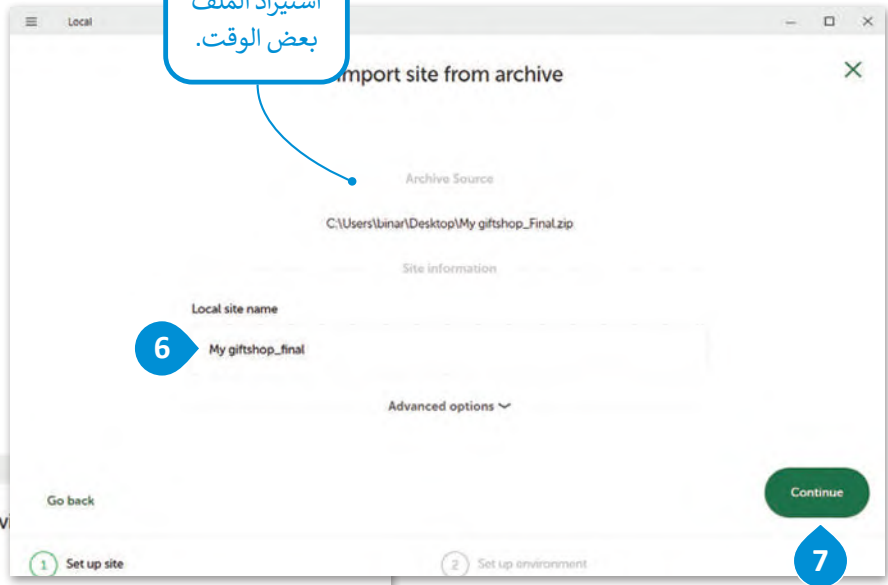 استيراد الملف
بعض الوقت.
Local
Import site from archive
Archive Source
C:\Users\binar\Desktop\My giftshop_Final.zip
Site information
Local site name
6
My giftshop_final
Advanced options
Go back
Continue
1 Set up site
2 Set up environment
7